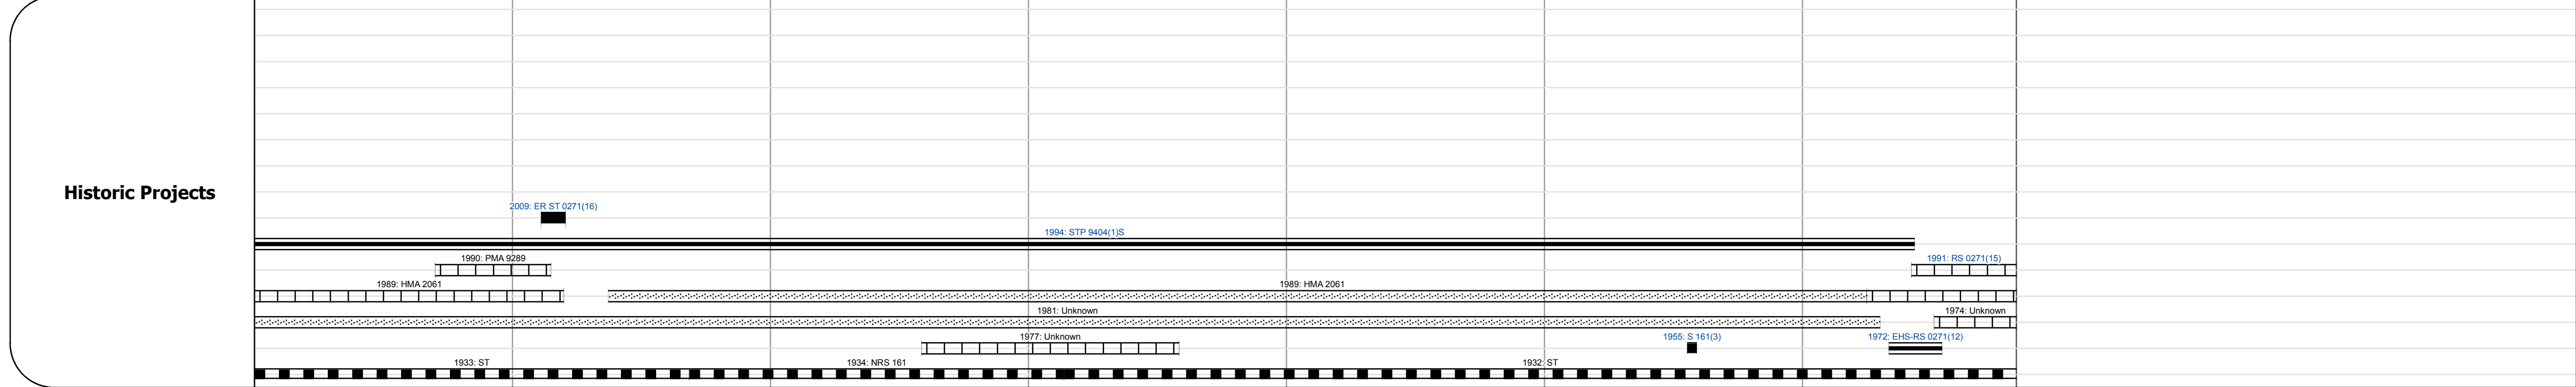 Historic Projects
2009: ER ST 0271(16)
1994: STP 9404(1)S
1990: PMA 9289
1991: RS 0271(15)
1989: HMA 2061
1989: HMA 2061
1981: Unknown
1974: Unknown
1977: Unknown
1955: S 161(3)
1972: EHS-RS 0271(12)
1933: ST
1934: NRS 161
1932: ST